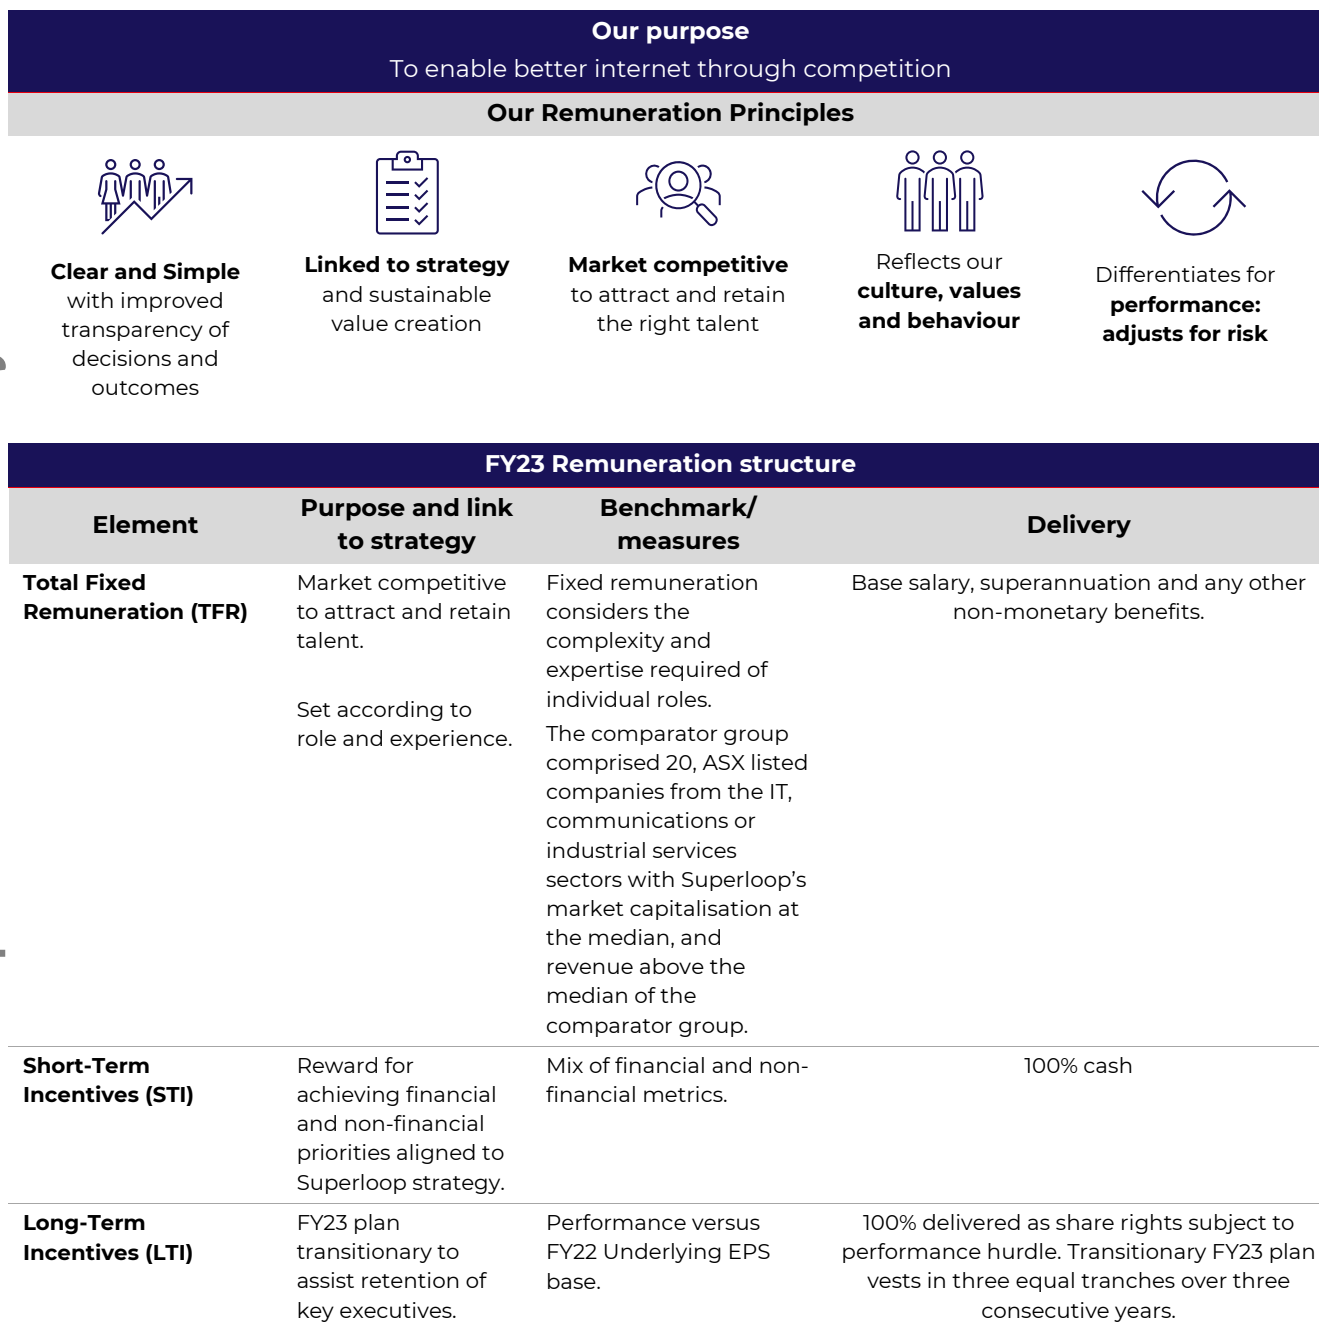 Our purpose
To enable better internet through competition
Our Remuneration Principles
Clear and Simple
with improved
transparency of
decisions and
outcomes
Linked to strategy
and sustainable
value creation
Market competitive
to attract and retain
the right talent
Reflects our
culture, values
and behaviour
Differentiates for
performance:
adjusts for risk
FY23 Remuneration structure
Element
Purpose and link
to strategy
Benchmark/
measures
Delivery
Total Fixed
Remuneration (TFR)
Market competitive
to attract and retain
talent.
Set according to
role and experience.
Fixed remuneration
considers the
complexity and
expertise required of
individual roles.
The comparator group
comprised 20, ASX listed
companies from the IT,
communications or
industrial services
sectors with Superloop’s
market capitalisation at
the median, and
revenue above the
median of the
comparator group.
Base salary, superannuation and any other
non-monetary benefits.
Short-Term
Incentives (STI)
Reward for
achieving financial
and non-financial
priorities aligned to
Superloop strategy.
Mix of financial and non-
financial metrics.
100% cash
Long-Term
Incentives (LTI)
FY23 plan
transitionary to
assist retention of
key executives.
Performance versus
FY22 Underlying EPS
base.
100% delivered as share rights subject to
performance hurdle. Transitionary FY23 plan
vests in three equal tranches over three
consecutive years.